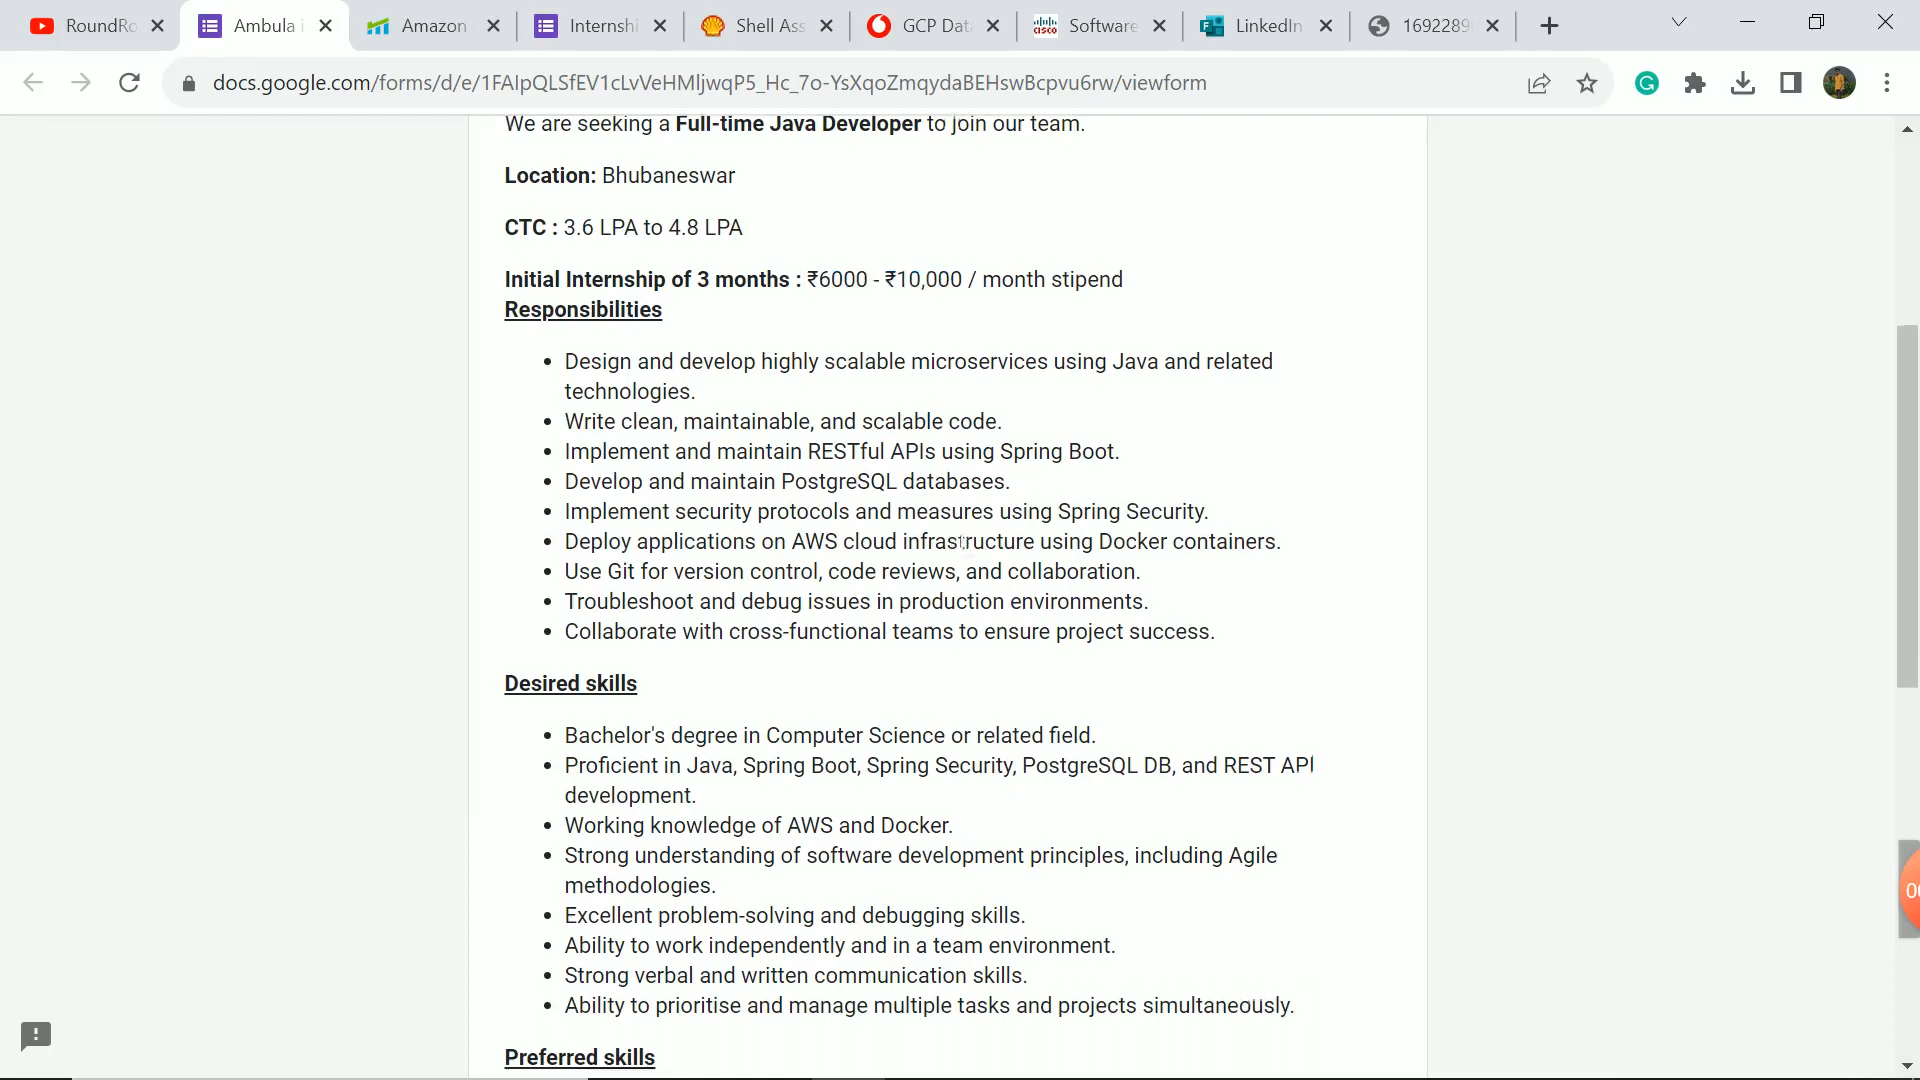 RoundRo
Ambula i
Amazon
Internshi
Shell Ass
GCP Dat
Software
LinkedIn
1692289
docs.google.com/forms/d/e/1FAIpQLSfEV1cLvVeHMljwqP5_Hc_7o-YsXqoZmqydaBEHswBcpvu6rw/viewform
We are seeking a Full-time Java Developer to join our team.
Location: Bhubaneswar
CTC : 3.6 LPA to 4.8 LPA
Initial Internship of 3 months : ₹6000 - ₹10,000 / month stipend
Responsibilities
• Design and develop highly scalable microservices using Java and related
technologies.
• Write clean, maintainable, and scalable code.
• Implement and maintain RESTful APIs using Spring Boot.
• Develop and maintain PostgreSQL databases.
• Implement security protocols and measures using Spring Security.
• Deploy applications on AWS cloud infrastructure using Docker containers.
• Use Git for version control, code reviews, and collaboration.
• Troubleshoot and debug issues in production environments.
• Collaborate with cross-functional teams to ensure project success.
Desired skills
• Bachelor's degree in Computer Science or related field.
• Proficient in Java, Spring Boot, Spring Security, PostgreSQL DB, and REST API
development.
• Working knowledge of AWS and Docker.
• Strong understanding of software development principles, including Agile
methodologies.
• Excellent problem-solving and debugging skills.
• Ability to work independently and in a team environment.
• Strong verbal and written communication skills.
• Ability to prioritise and manage multiple tasks and projects simultaneously.
Preferred skills